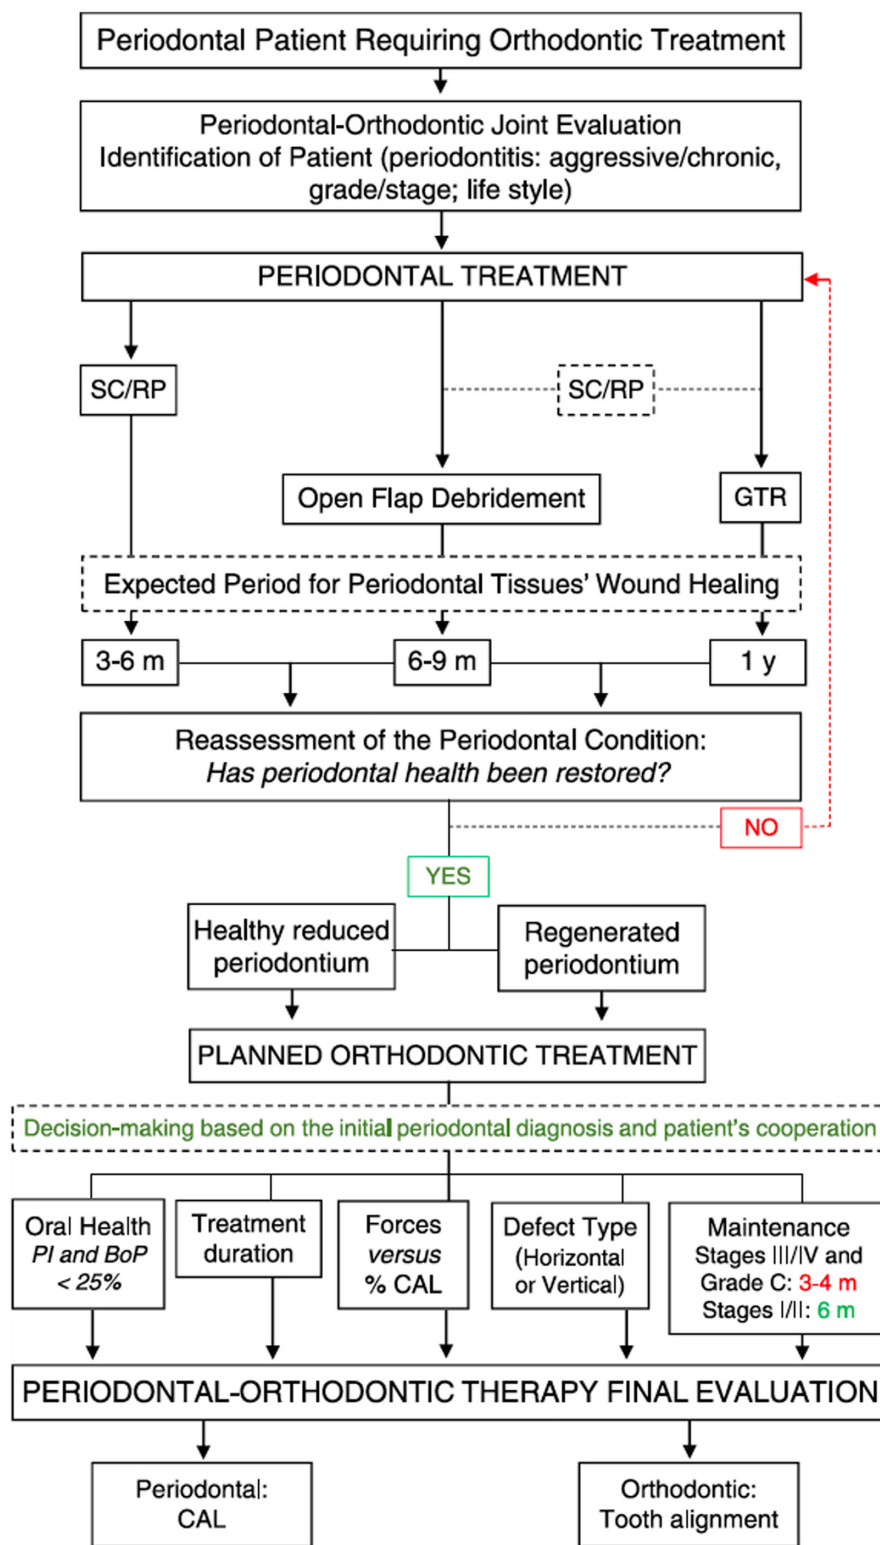 Periodontal Patient Requiring Orthodontic Treatment
Periodontal-Orthodontic Joint Evaluation
Identification of Patient (periodontitis: aggressive/chronic,
grade/stage; life style)
PERIODONTAL TREATMENT
SC/RP
SC/RP
Open Flap Debridement
GTR
Expected Period for Periodontal Tissues' Wound Healing
3-6 m
6-9 m
1 y
Reassessment of the Periodontal Condition:
Has periodontal health been restored?
NO
YES
Healthy reduced
periodontium
Regenerated
periodontium
PLANNED ORTHODONTIC TREATMENT
Decision-making based on the initial periodontal diagnosis and patient's cooperation
Oral Health
PI and BoP
< 25%
Treatment
duration
Forces
versus
% CAL
Defect Type
(Horizontal
or Vertical)
Maintenance
Stages III/IV and
Grade C: 3-4 m
Stages I/II: 6 m
PERIODONTAL-ORTHODONTIC THERAPY FINAL EVALUATION
Periodontal:
CAL
Orthodontic:
Tooth alignment